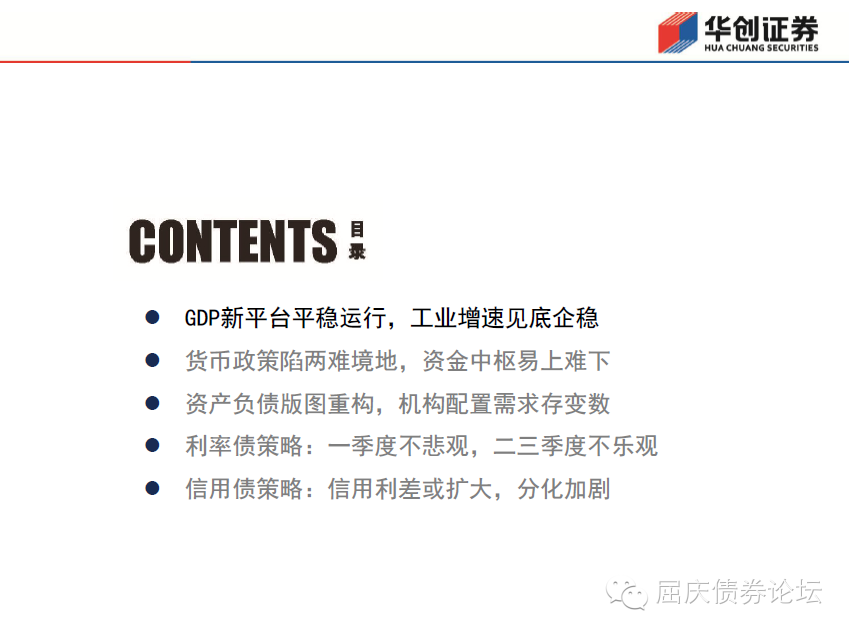 华创证券
HUA CHUANG SECURITIES
CONTENTS 目录
GDP新平台平稳运行，工业增速见底企稳
货币政策陷两难境地，资金中枢易上难下
资产负债版图重构，机构配置需求存变数
利率债策略：一季度不悲观，二三季度不乐观
信用债策略：信用利差或扩大，分化加剧
屈庆债券论坛